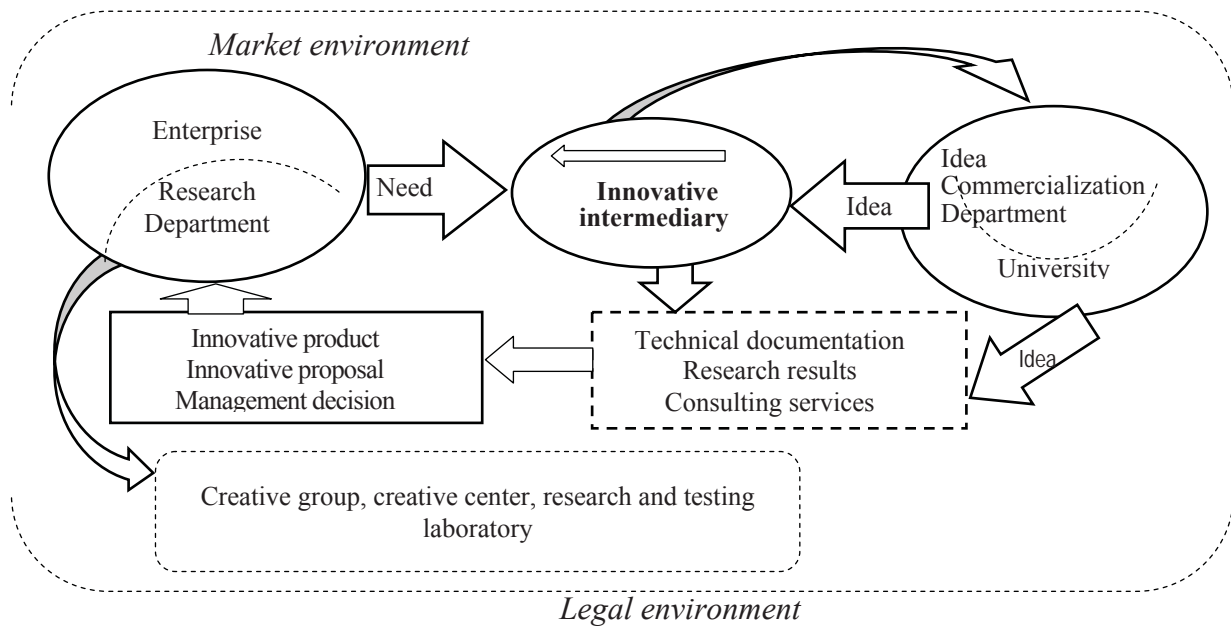 Market environment
Enterprise
Research
Department
Need
Innovative
intermediary
Idea
Idea
Commercialization
Department
University
Innovative product
Innovative proposal
Management decision
Technical documentation
Research results
Consulting services
Idea
Creative group, creative center, research and testing
laboratory
Legal environment